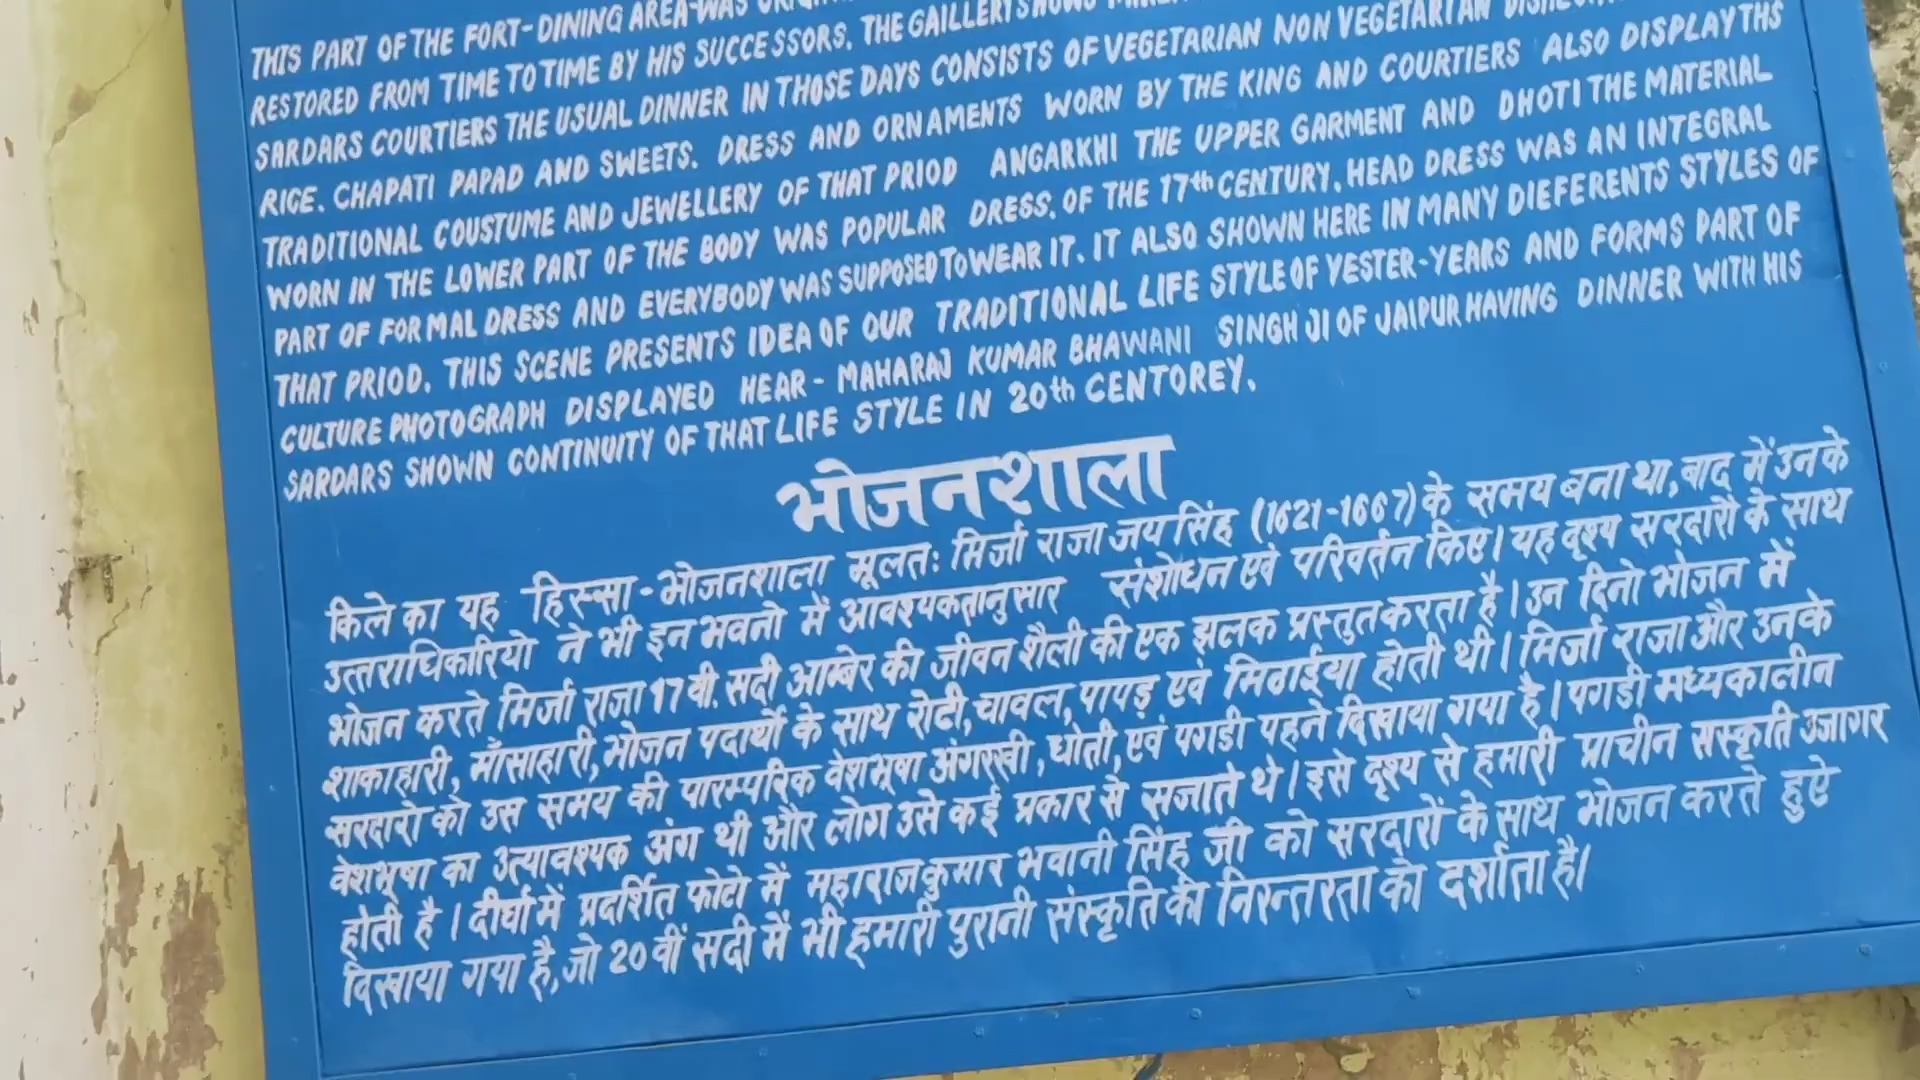 THIS PART OF THE FORT-DINING AREA-WAS
RESTORED FROM TIME TO TIME BY HIS SUCCESSORS. THE GAILLERY SHOWS
SARDARS COURTIERS THE USUAL DINNER IN THOSE DAYS CONSISTS OF VEGETARIAN NON VEGETARIAN
RICE. CHAPATI PAPAD AND SWEETS. DRESS AND ORNAMENTS WORN BY THE KING AND COURTIERS ALSO DISPLAY THS
TRADITIONAL COUSTUME AND JEWELLERY OF THAT PRIOD ANGARKHI THE UPPER GARMENT AND DHOTI THE MATERIAL
WORN IN THE LOWER PART OF THE BODY WAS POPULAR DRESS. OF THE 17th CENTURY. HEAD DRESS WAS AN INTEGRAL
PART OF FORMAL DRESS AND EVERYBODY WAS SUPPOSED TO WEAR IT. IT ALSO SHOWN HERE IN MANY DIEFERENTS STYLES OF
THAT PRIOD. THIS SCENE PRESENTS IDEA OF OUR TRADITIONAL LIFE STYLE OF YESTER-YEARS AND FORMS PART OF
CULTURE PHOTOGRAPH DISPLAYED HEAR- MAHARAJ KUMAR BHAWANI SINGH JI OF JAIPUR HAVING DINNER WITH HIS
SARDARS SHOWN CONTINUITY OF THAT LIFE STYLE IN 20th CENTOREY.
भोजनशाला
किले का यह हिस्सा-भोजनशाला मूलतः मिर्जा राजा जयसिंह (1621-1667) के समय बना था, बाद में उनके
उत्तराधिकारियो ने भी इन भवनो में आवश्यकतानुसार संशोधन एवं परिवर्तन किए। यह दृश्य सरदारों के साथ
भोजन करते मिर्जा राजा 17 वी. सदी आम्बेर की जीवन शैली की एक झलक प्रस्तुत करता है। उन दिनो भोजन में
शाकाहारी, माँसाहारी, भोजन पदार्थो के साथ रोटी, चावल, पापड़ एवं मिठाईया होती थी। मिर्जा राजा और उनके
सरदारो को उस समय की पारम्परिक वेशभूषा अंगरखी, धोती, एवं पगडी पहने दिखाया गया है। पगडी मध्यकालीन
वेशभूषा का उत्यावश्यक अंग थी और लोग उसे कई प्रकार से सजाते थे। इसे दृश्य से हमारी प्राचीन सस्कृति उजागर
होती है। दीर्घा में प्रदर्शित फोटो में महाराजकुमार भवानी सिंह जी को सरदारों के साथ भोजन करते हुऐ
दिखाया गया है, जो 20 वीं सदी में भी हमारी पुरानी संस्कृति की निरन्तरता को दर्शाता है।